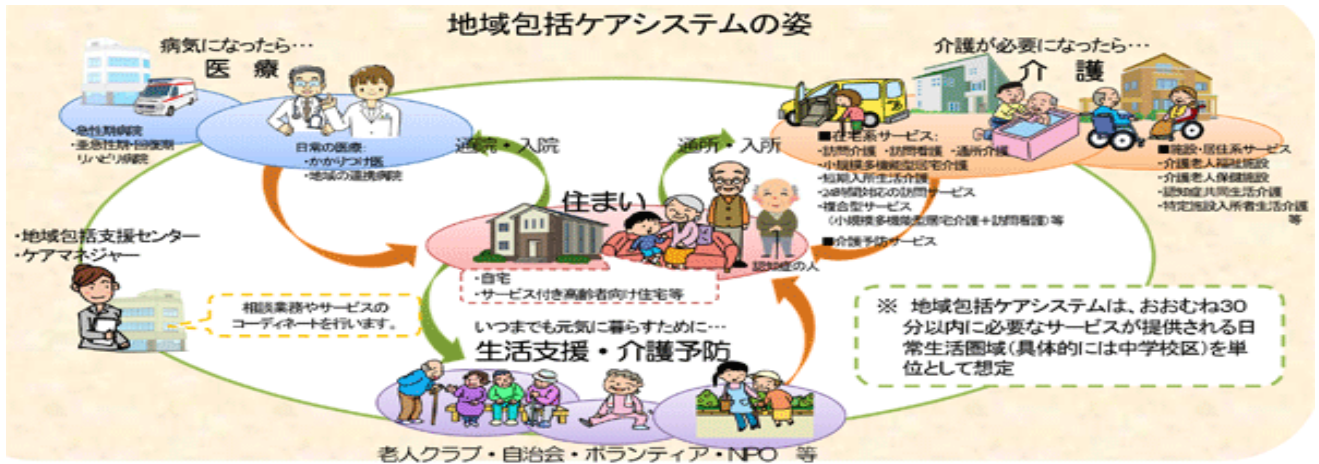 地域包括ケアシステムの姿
病気になったら…
医　療
・急性期病院
・亜急性期・回復期
リハビリ病院
日常の医療:
・かかりつけ医
・地域の連携病院
通院・入院
通所・入所
介護が必要になったら…
介　護
■在宅系サービス:
・訪問介護・訪問看護・通所介護
・小規模多機能型居宅介護
・短期入所生活介護
・24時間対応の訪問サービス
・複合型サービス
（小規模多機能型居宅介護＋訪問看護）等
■介護予防サービス
■施設・居住系サービス
・介護老人福祉施設
・介護老人保健施設
・認知症共同生活介護
・特定施設入所者生活介護
等
住まい
・自宅
・サービス付き高齢者向け住宅等
認知症の人
・地域包括支援センター
・ケアマネジャー
相談業務やサービスの
コーディネートを行います。
いつまでも元気に暮らすために…
生活支援・介護予防
老人クラブ・自治会・ボランティア・NPO　等
※　地域包括ケアシステムは、おおむね30
分以内に必要なサービスが提供される日
常生活圏域（具体的には中学校区）を単
位として想定